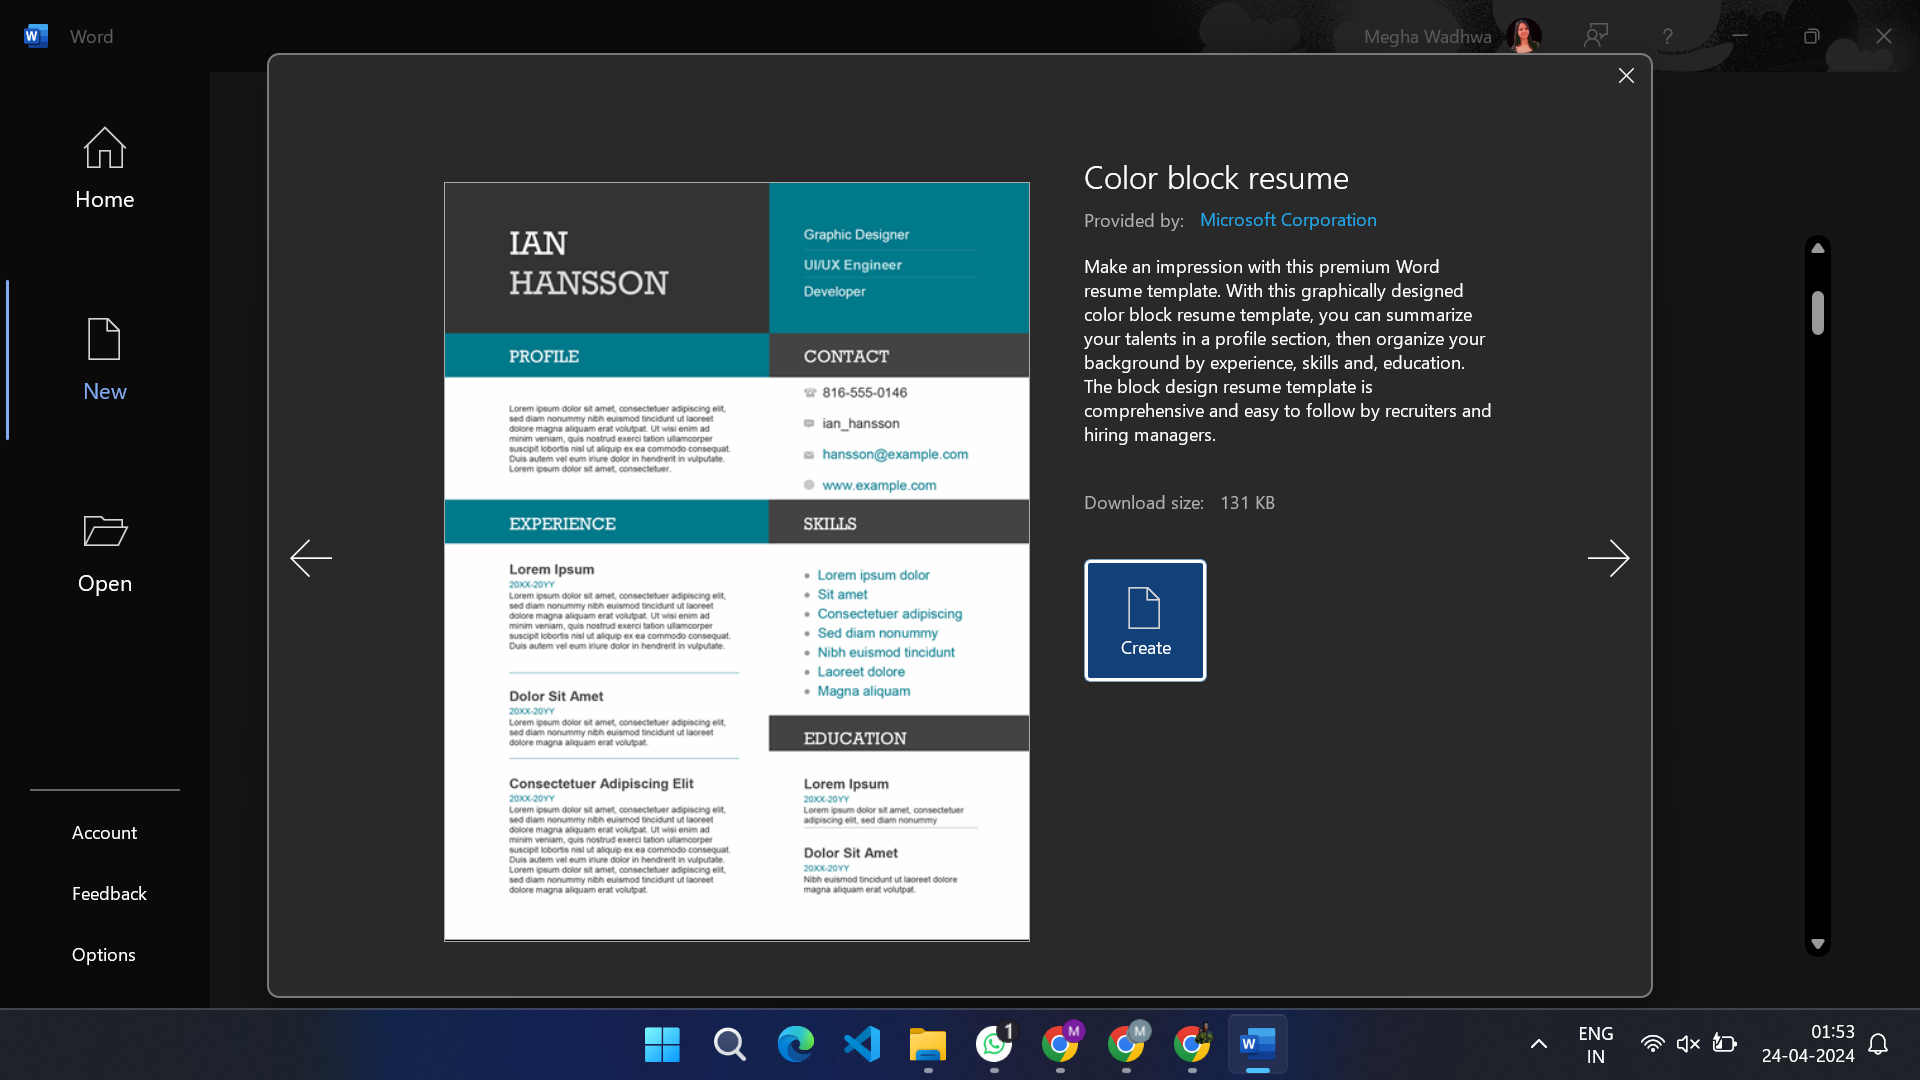 Word
Megha Wadhwa
Home
New
Open
Account
Feedback
Options
IAN
HANSSON
Graphic Designer
UI/UX Engineer
Developer
PROFILE
CONTACT
Lorem ipsum dolor sit amet, consectetuer adipiscing elit,
sed diam nonummy nibh euismod tincidunt ut laoreet
dolore magna aliquam erat volutpat. Ut wisi enim ad
minim veniam, quis nostrud exerci tation ullamcorper
suscipit lobortis nisl ut aliquip ex ea commodo consequat.
Duis autem vel eum iriure dolor in hendrerit in vulputate.
Lorem ipsum dolor sit amet, consectetuer.
816-555-0146
ian_hansson
hansson@example.com
www.example.com
EXPERIENCE
SKILLS
Lorem Ipsum
20XX-20YY
Lorem ipsum dolor sit amet, consectetuer adipiscing elit,
sed diam nonummy nibh euismod tincidunt ut laoreet
dolore magna aliquam erat volutpat. Ut wisi enim ad
minim veniam, quis nostrud exerci tation ullamcorper
suscipit lobortis nisl ut aliquip ex ea commodo consequat.
Duis autem vel eum iriure dolor in hendrerit in vulputate.
Dolor Sit Amet
20XX-20YY
Lorem ipsum dolor sit amet, consectetuer adipiscing elit,
sed diam nonummy nibh euismod tincidunt ut laoreet
dolore magna aliquam erat volutpat.
Consectetuer Adipiscing Elit
20XX-20YY
Lorem ipsum dolor sit amet, consectetuer adipiscing elit,
sed diam nonummy nibh euismod tincidunt ut laoreet
dolore magna aliquam erat volutpat. Ut wisi enim ad
minim veniam, quis nostrud exerci tation ullamcorper
suscipit lobortis nisl ut aliquip ex ea commodo consequat.
Duis autem vel eum iriure dolor in hendrerit in vulputate.
Lorem ipsum dolor sit amet, consectetuer adipiscing elit,
sed diam nonummy nibh euismod tincidunt ut laoreet
dolore magna aliquam erat volutpat.
Lorem ipsum dolor
Sit amet
Consectetuer adipiscing
Sed diam nonummy
Nibh euismod tincidunt
Laoreet dolore
Magna aliquam
EDUCATION
Lorem Ipsum
20XX-20YY
Lorem ipsum dolor sit amet, consectetuer
adipiscing elit, sed diam nonummy
Dolor Sit Amet
20XX-20YY
Nibh euismod tincidunt ut laoreet dolore
magna aliquam erat volutpat.
Color block resume
Provided by: Microsoft Corporation
Make an impression with this premium Word
resume template. With this graphically designed
color block resume template, you can summarize
your talents in a profile section, then organize your
background by experience, skills and, education.
The block design resume template is
comprehensive and easy to follow by recruiters and
hiring managers.
Download size: 131 KB
Create
1
M
M
W
ENG
IN
01:53
24-04-2024